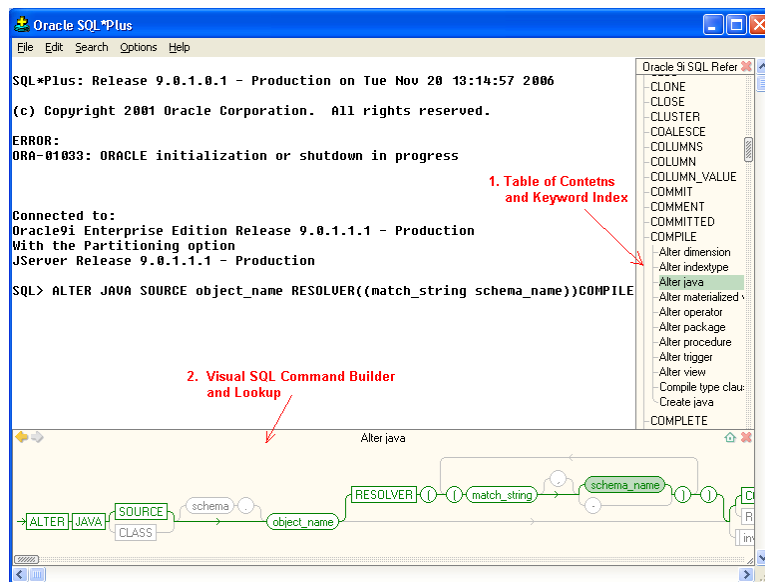 Oracle SQL*Plus
File Edit Search Options Help
SQL*Plus: Release 9.0.1.0.1 - Production on Tue Nov 20 13:14:57 2006
(c) Copyright 2001 Oracle Corporation.  All rights reserved.
ERROR:
ORA-01033: ORACLE initialization or shutdown in progress
Connected to:
Oracle9i Enterprise Edition Release 9.0.1.1.1 - Production
With the Partitioning option
JServer Release 9.0.1.1.1 - Production
SQL> ALTER JAVA SOURCE object_name RESOLVER((match_string schema_name))COMPILE
1. Table of Contetns
and Keyword Index
2. Visual SQL Command Builder
and Lookup
Oracle 9i SQL Refer
CLONE
CLOSE
CLUSTER
COALESCE
COLUMNS
COLUMN
COLUMN_VALUE
COMMIT
COMMENT
COMMITTED
COMPILE
Alter dimension
Alter indextype
Alter java
Alter materialized
Alter operator
Alter package
Alter procedure
Alter trigger
Alter view
Compile type clau
Create java
COMPLETE
Alter java
ALTER JAVA SOURCE schema . object_name RESOLVER ( ( match_string , schema_name ) )
CLASS -